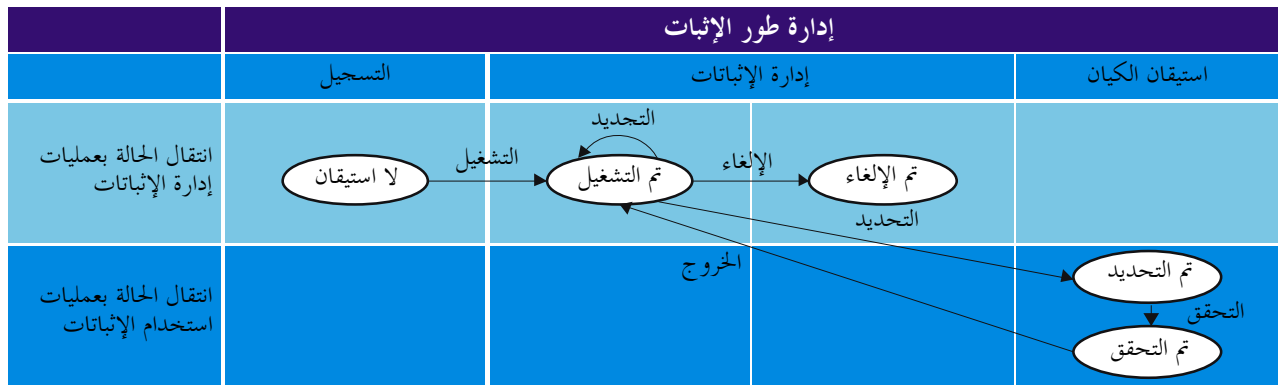 إدارة طور الإثبات
استيقان الكيان
إدارة الإثباتات
التسجيل
انتقال الحالة بعمليات
إدارة الإثباتات
التجديد
التشغيل
الإلغاء
لا استيقان
تم التشغيل
تم الإلغاء
التحديد
انتقال الحالة بعمليات
استخدام الإثباتات
الخروج
تم التحديد
التحقق
تم التحقق